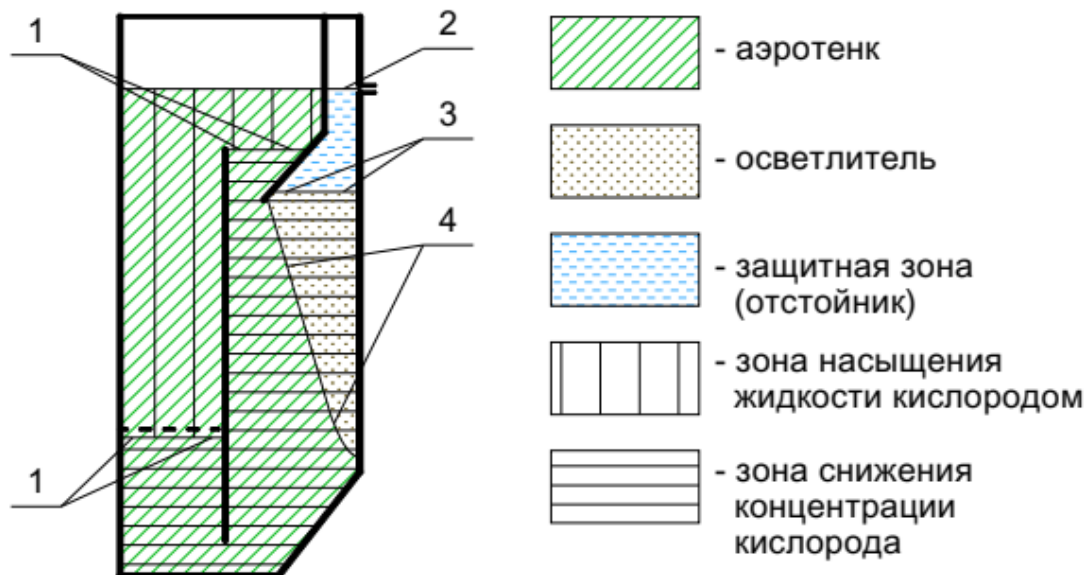 1
2
3
4
1
- аэротенк
- осветлитель
- защитная зона
(отстойник)
- зона насыщения
жидкости кислородом
- зона снижения
концентрации
кислорода